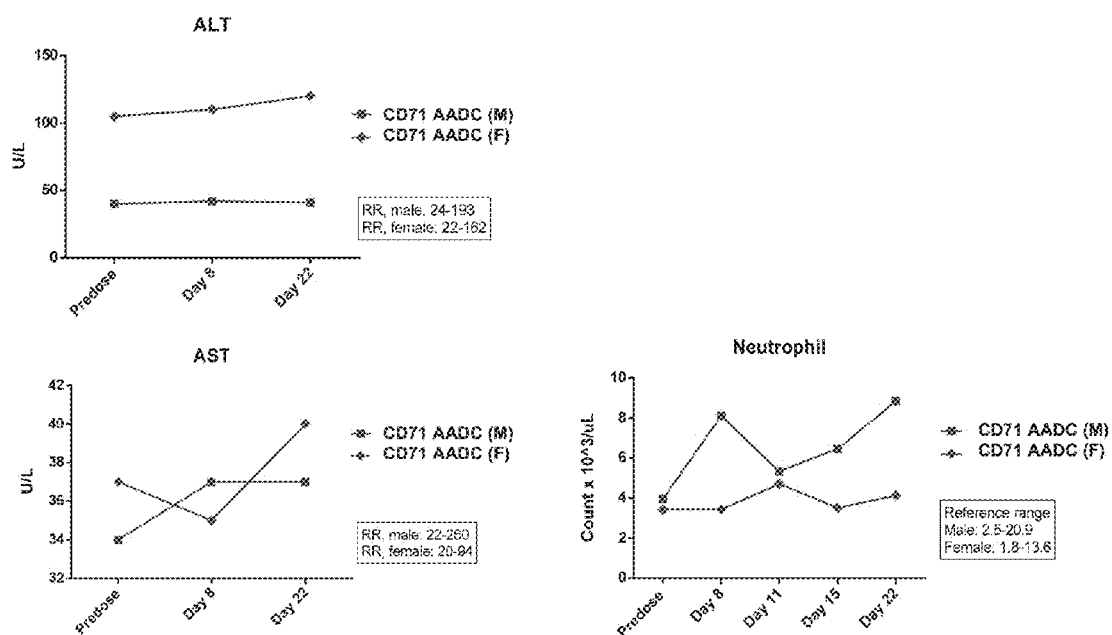 ALT
150
100
50
0
U/L
Predose
Day 8
Day 22
CD71 AADC (M)
CD71 AADC (F)
RR, male: 24-193
RR, female: 22-162
AST
42
40
38
36
34
32
U/L
Predose
Day 8
Day 22
CD71 AADC (M)
CD71 AADC (F)
RR, male: 22-260
RR, female: 20-94
Neutrophil
10
8
6
4
2
0
Count x 10^3/uL
Predose
Day 8
Day 11
Day 15
Day 22
CD71 AADC (M)
CD71 AADC (F)
Reference range
Male: 2.5-20.9
Female: 1.8-13.6